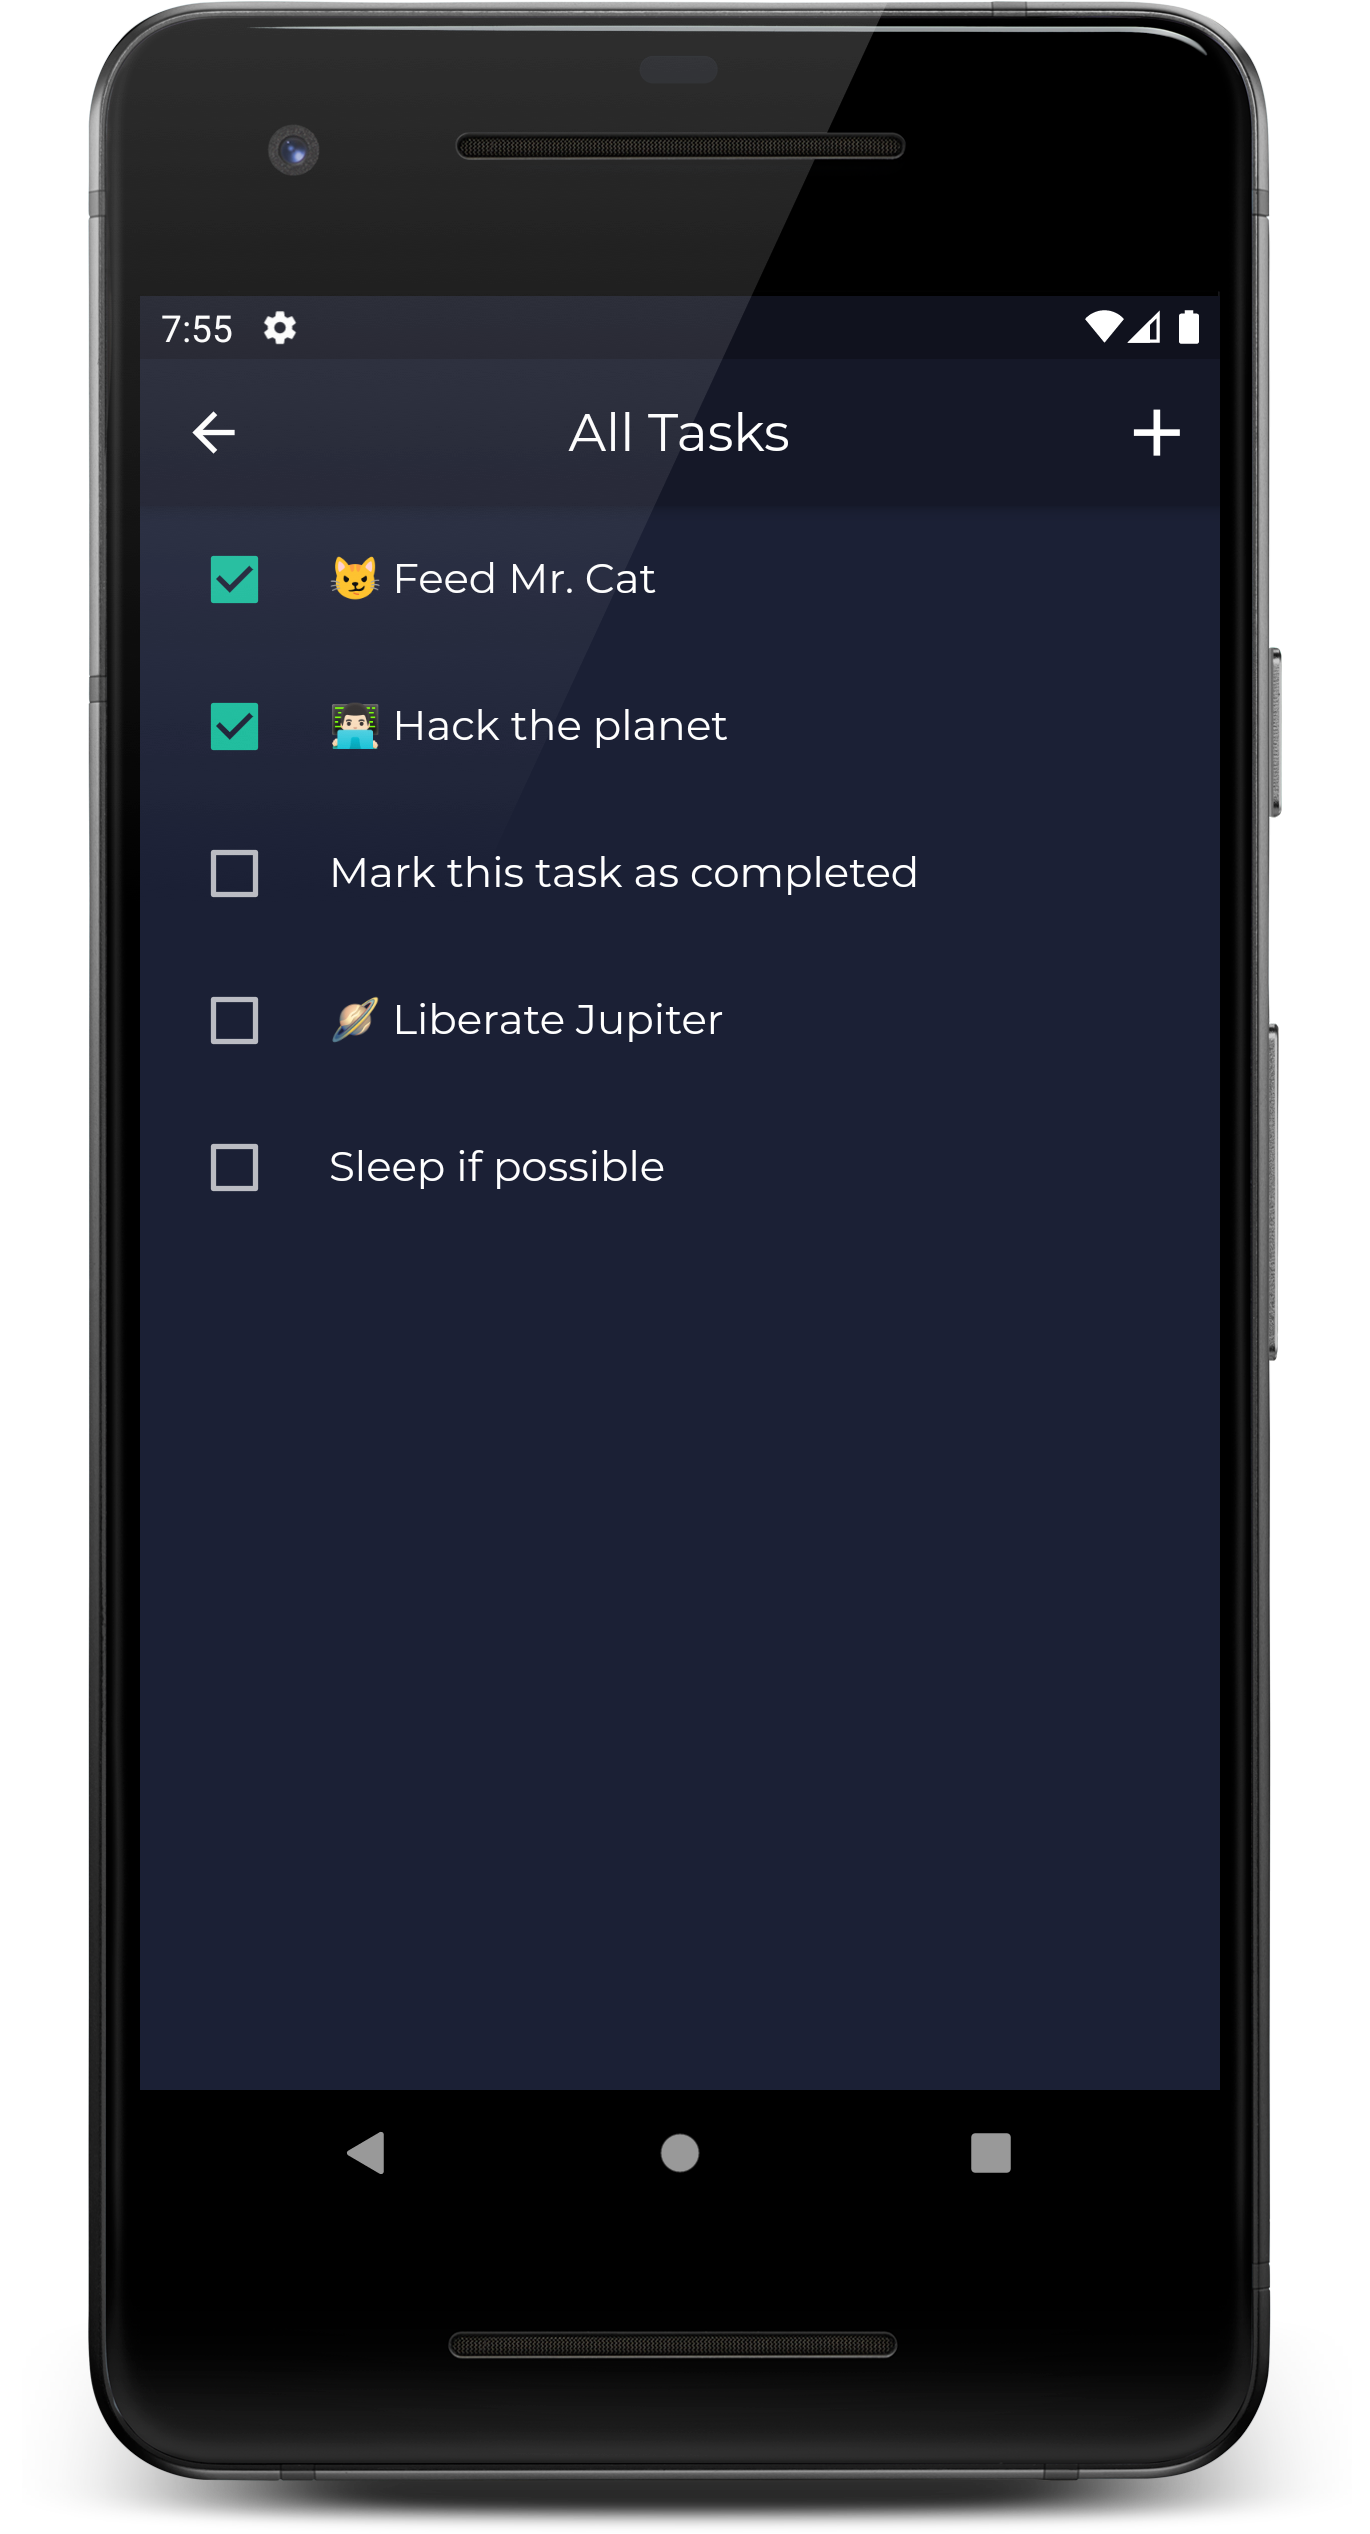 7:55
All Tasks
😼 Feed Mr. Cat
👨🏻‍💻 Hack the planet
Mark this task as completed
🪐 Liberate Jupiter
Sleep if possible